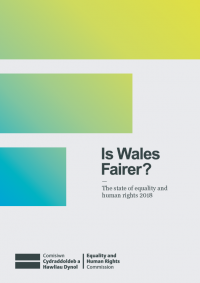 Is Wales
Fairer?
The state of equality and
human rights 2018
Comisiwn
Cydraddoldeb a
Hawliau Dynol
Equality and
Human Rights
Commission